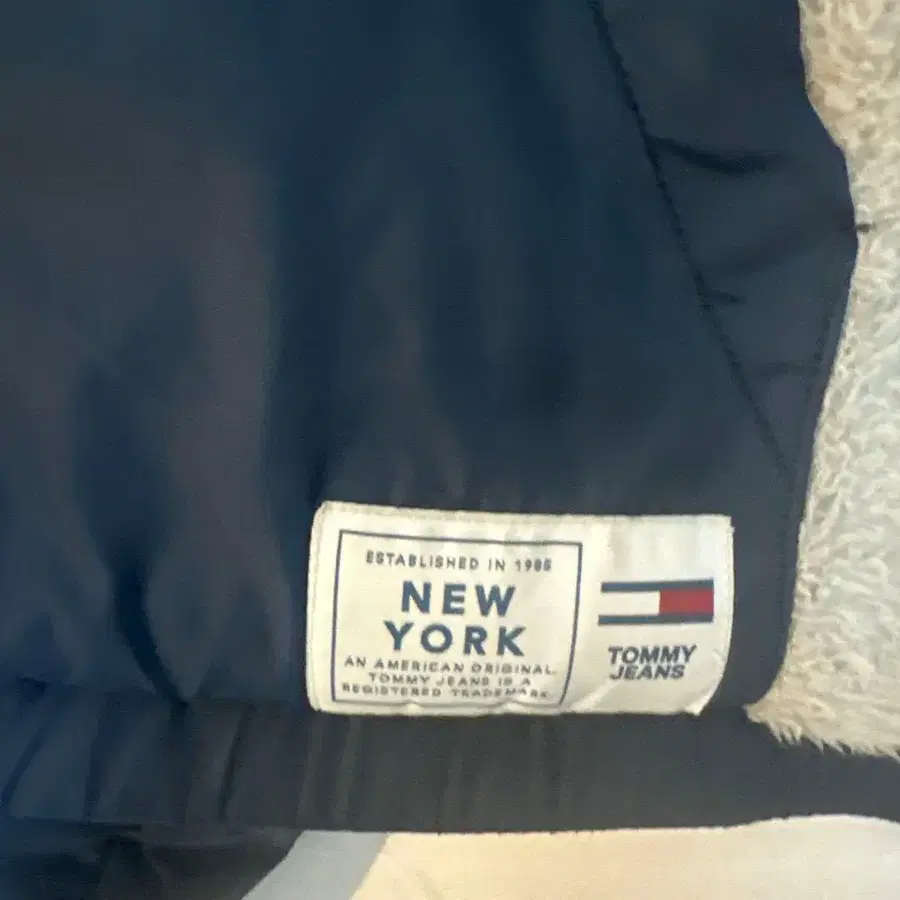 ESTABLISHED IN 1985
NEW
YORK
AN AMERICAN ORIGINAL.
TOMMY JEANS IS A
REGISTERED TRADEMARK
TOMMY
JEANS